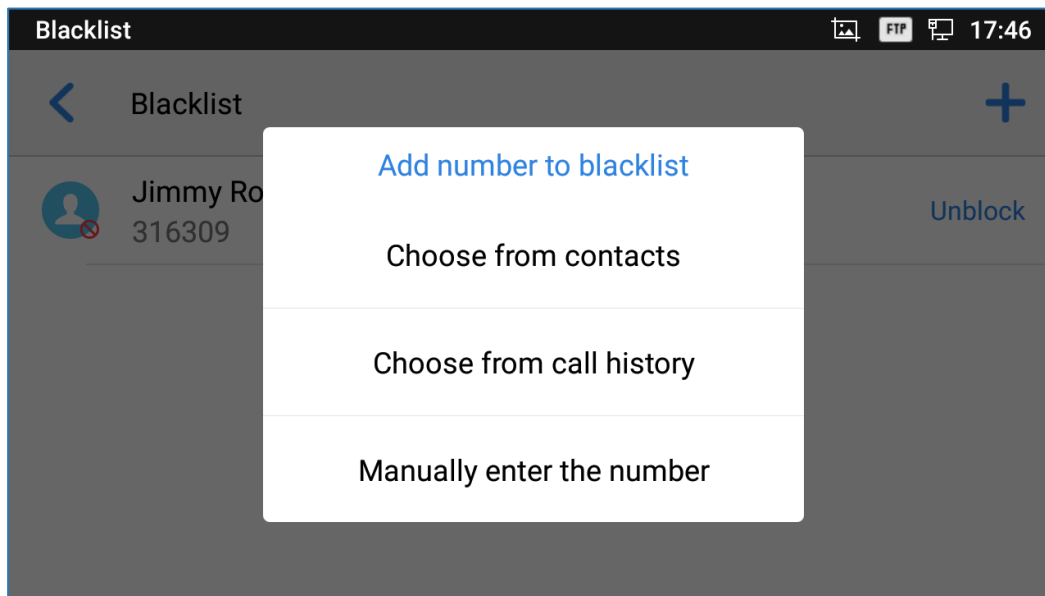 Blacklist
FTP
17:46
Blacklist
Add number to blacklist
Jimmy Ro
316309
Unblock
Choose from contacts
Choose from call history
Manually enter the number